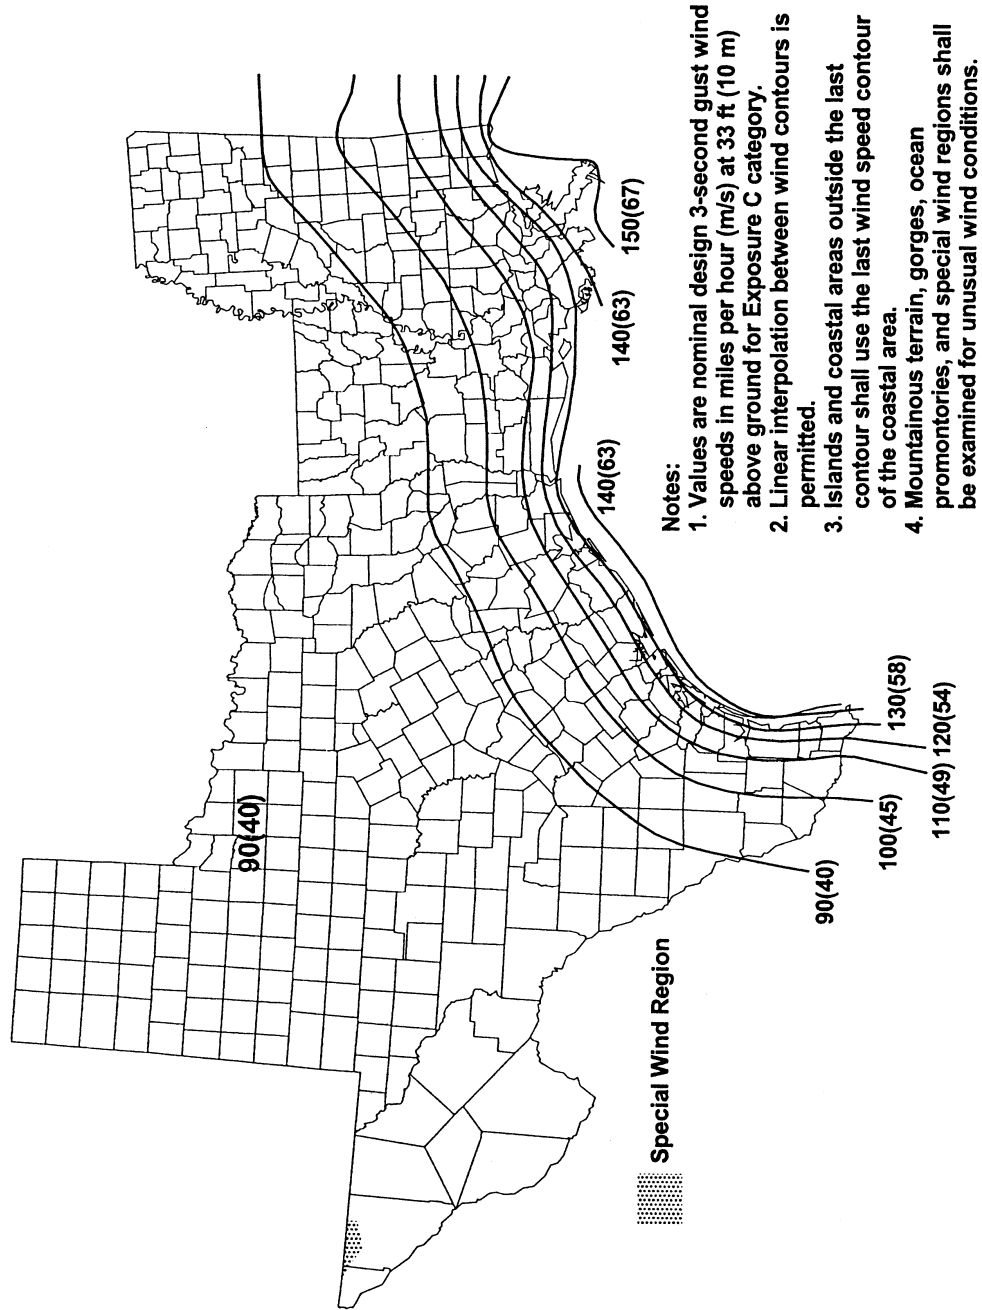 90(40)
Special Wind Region
90(40)
100(45)
110(49)
120(54)
130(58)
140(63)
140(63)
150(67)
Notes:
1. Values are nominal design 3-second gust wind
speeds in miles per hour (m/s) at 33 ft (10 m)
above ground for Exposure C category.
2. Linear interpolation between wind contours is
permitted.
3. Islands and coastal areas outside the last
contour shall use the last wind speed contour
of the coastal area.
4. Mountainous terrain, gorges, ocean
promontories, and special wind regions shall
be examined for unusual wind conditions.